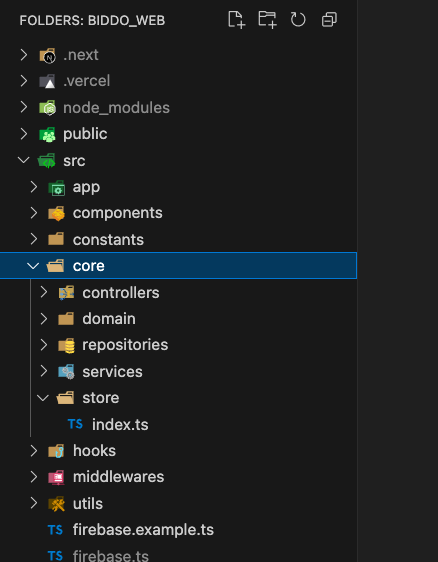 FOLDERS: BIDDO_WEB
.next
.vercel
node_modules
public
src
app
components
constants
core
controllers
domain
repositories
services
store
TS index.ts
hooks
middlewares
utils
TS firebase.example.ts
TS firebase.ts